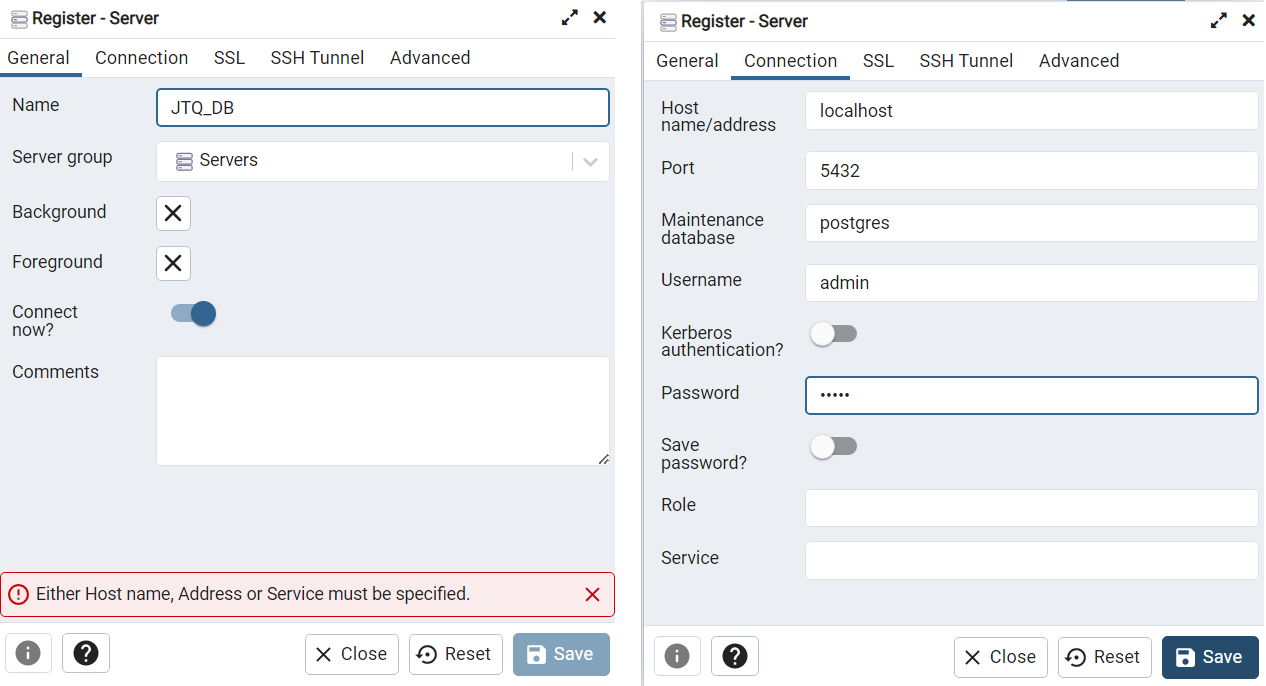 Register - Server
General Connection SSL SSH Tunnel Advanced
Name
JTQ_DB
Server group
Servers
Background
Foreground
Connect
now?
Comments
Either Host name, Address or Service must be specified.
Close
Reset
Save
Register - Server
General Connection SSL SSH Tunnel Advanced
Host
name/address
localhost
Port
5432
Maintenance
database
postgres
Username
admin
Kerberos
authentication?
Password
•••••
Save
password?
Role
Service
Close
Reset
Save